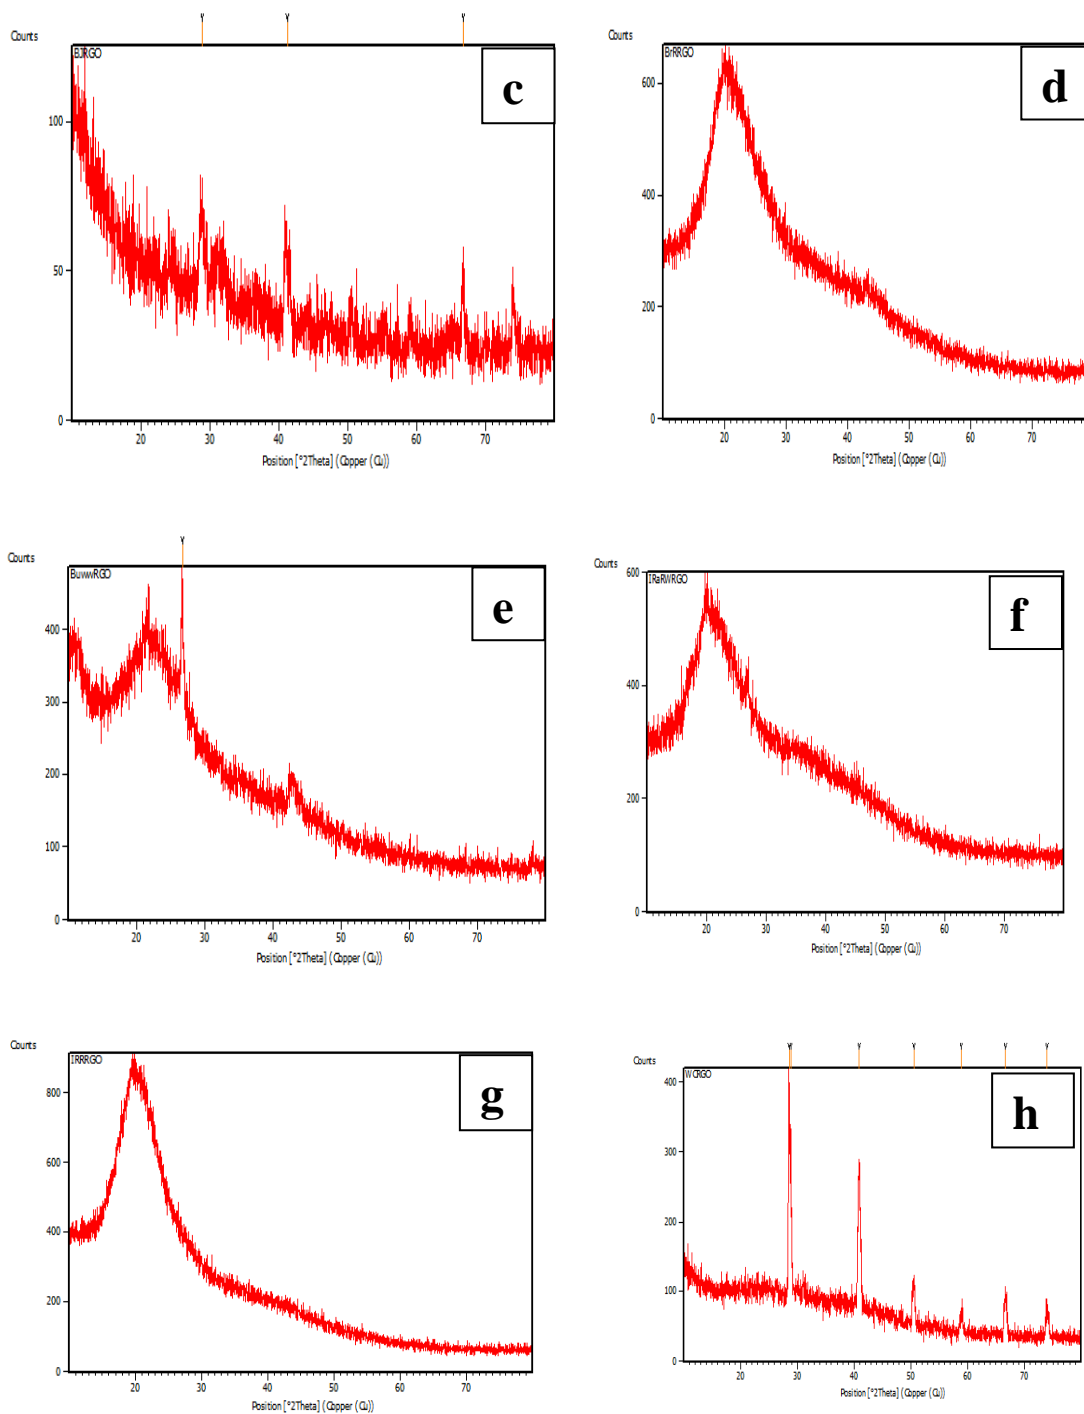 Counts
BJRGO
c
100
50
0
20 30 40 50 60 70
Position [°2Theta] (Copper (Cu))
Counts
BrRRGO
d
600
400
200
0
20 30 40 50 60 70
Position [°2Theta] (Copper (Cu))
Counts
BuwwRGO
e
400
300
200
100
0
20 30 40 50 60 70
Position [°2Theta] (Copper (Cu))
Counts
IRaRWRGO
f
600
400
200
0
20 30 40 50 60 70
Position [°2Theta] (Copper (Cu))
Counts
IRRRGO
g
800
600
400
200
0
20 30 40 50 60 70
Position [°2Theta] (Copper (Cu))
Counts
WCRGO
h
400
300
200
100
0
20 30 40 50 60 70
Position [°2Theta] (Copper (Cu))